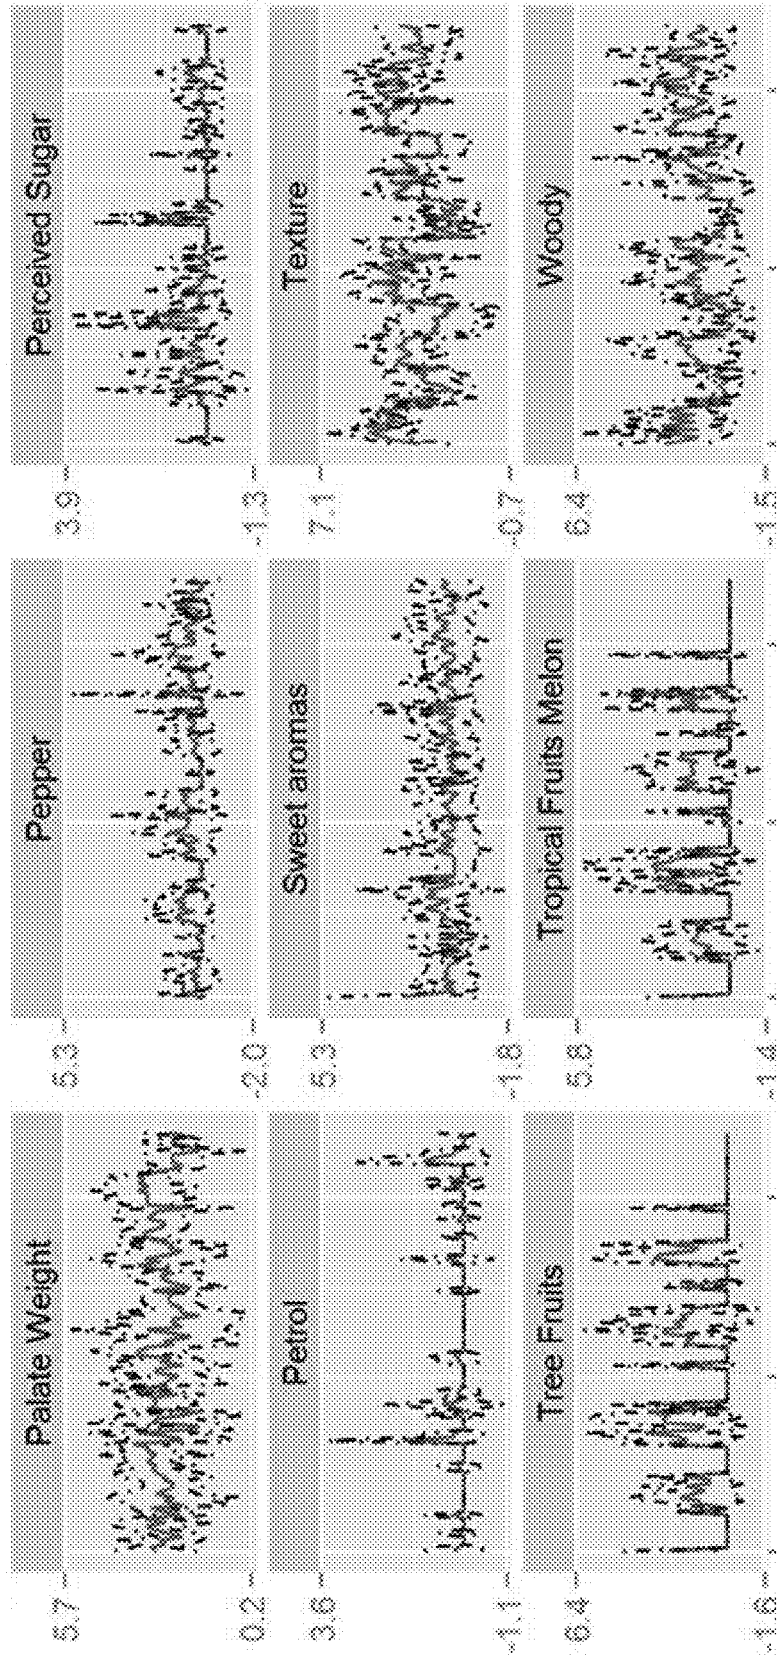 Palate Weight
5.7
-0.2
Pepper
5.3
-2.0
Perceived Sugar
3.9
-1.3
Petrol
3.6
-1.1
Sweet aromas
5.3
-1.8
Texture
7.1
-0.7
Tree Fruits
6.4
-1.6
Tropical Fruits Melon
5.8
-1.4
Woody
6.4
-1.5